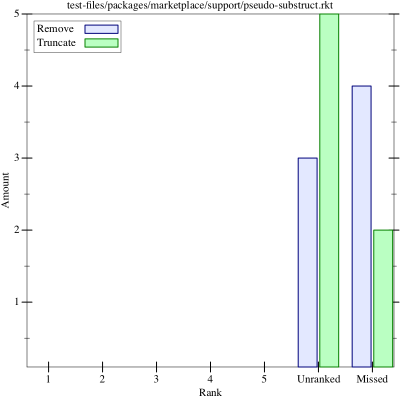 test-files/packages/marketplace/support/pseudo-substruct.rkt
Remove
Truncate
5
4
3
2
1
Amount
1 2 3 4 5 Unranked Missed
Rank